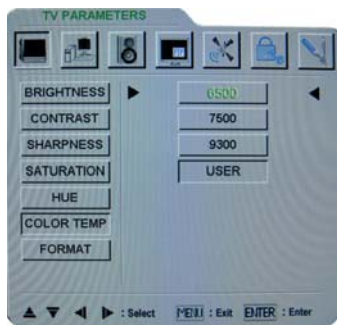 TV PARAMETERS
BRIGHTNESS
CONTRAST
SHARPNESS
SATURATION
HUE
COLOR TEMP
FORMAT
6500
7500
9300
USER
: Select MENU : Exit ENTER : Enter